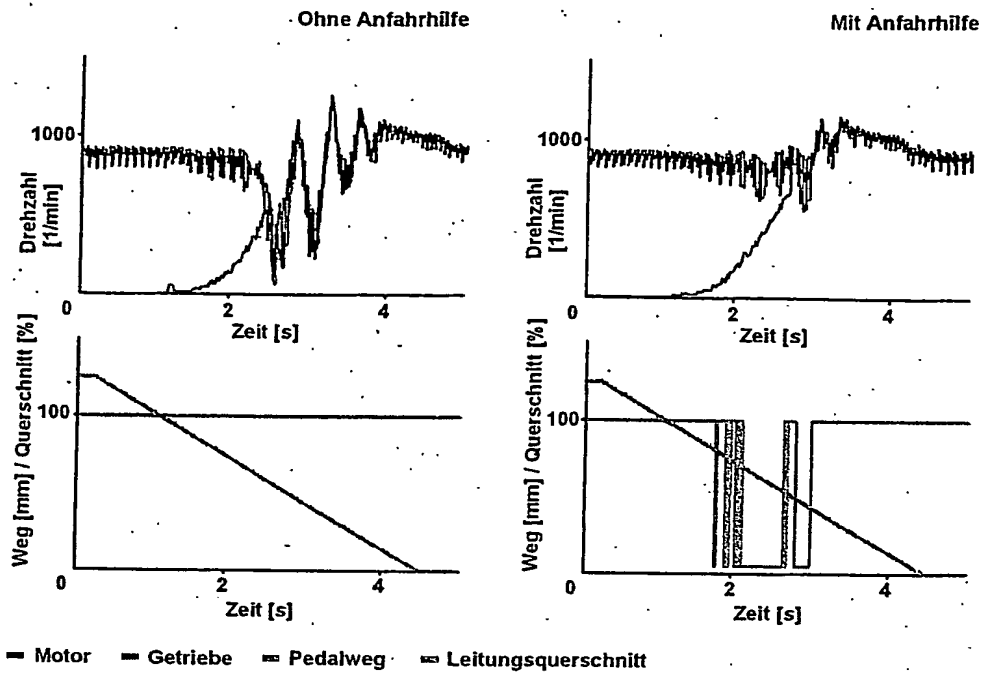 Ohne Anfahrhilfe
Mit Anfahrhilfe
1000
Drehzahl
[1/min]
0
2
4
Zeit [s]
1000
Drehzahl
[1/min]
0
2
4
Zeit [s]
Weg [mm] / Querschnitt [%]
100
0
2
4
Zeit [s]
Weg [mm] / Querschnitt [%]
100
0
2
4
Zeit [s]
Motor Getriebe Pedalweg Leitungsquerschnitt